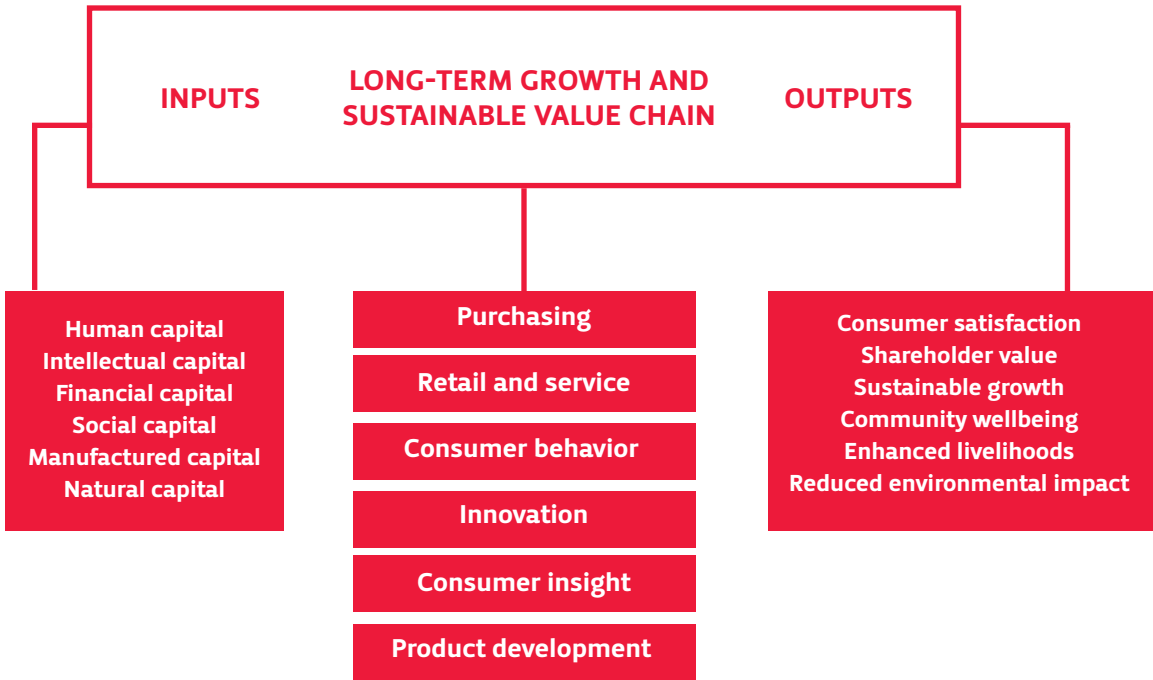 INPUTS
LONG-TERM GROWTH AND
SUSTAINABLE VALUE CHAIN
OUTPUTS
Human capital
Intellectual capital
Financial capital
Social capital
Manufactured capital
Natural capital
Purchasing
Retail and service
Consumer behavior
Innovation
Consumer insight
Product development
Consumer satisfaction
Shareholder value
Sustainable growth
Community wellbeing
Enhanced livelihoods
Reduced environmental impact